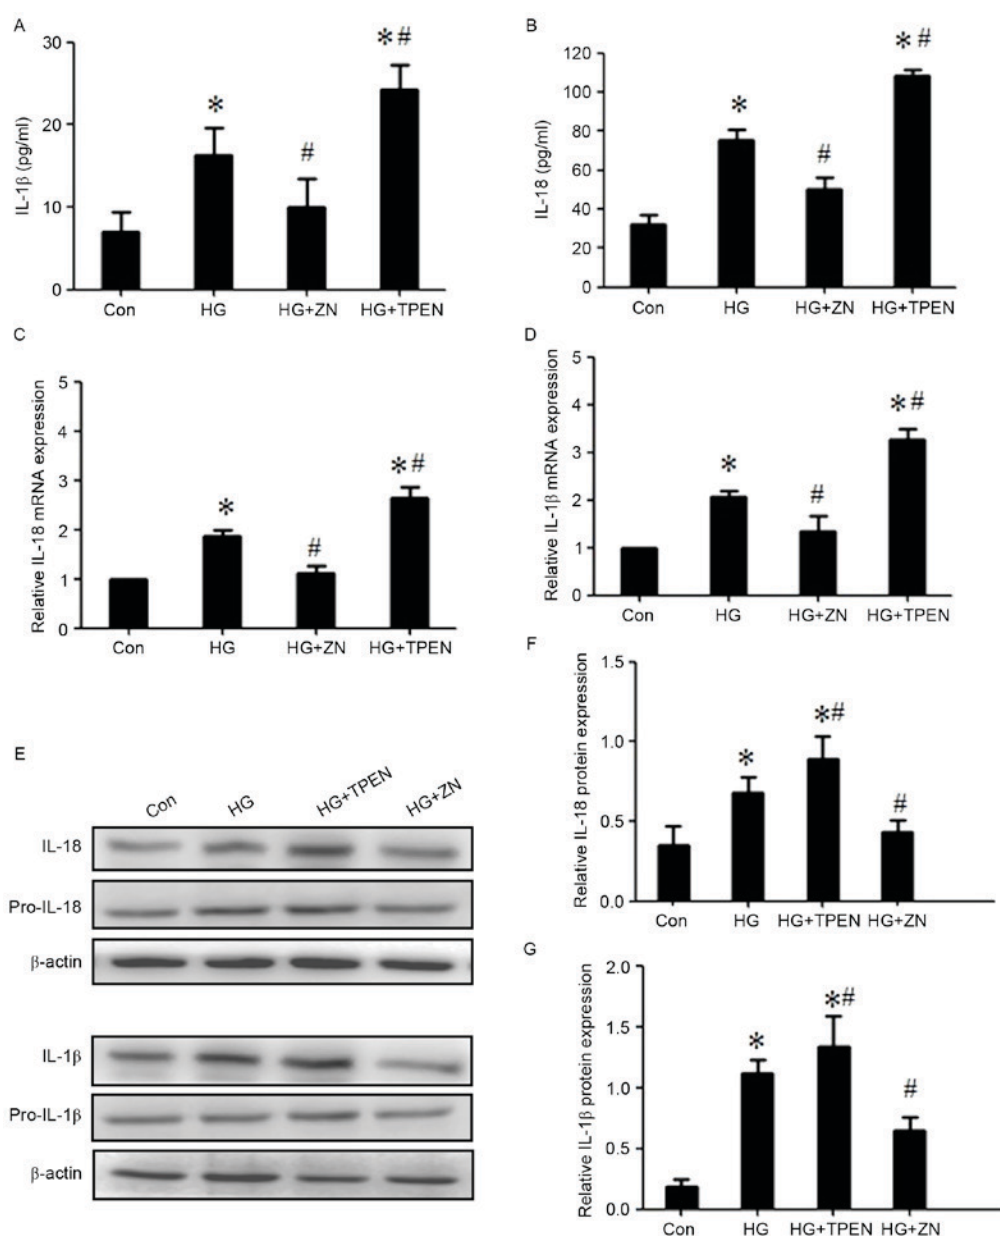 A
IL-1β (pg/ml)
30
20
10
0
* # * #
Con HG HG+ZN HG+TPEN
B
IL-18 (pg/ml)
120
100
80
60
40
20
0
* # * #
Con HG HG+ZN HG+TPEN
C
Relative IL-18 mRNA expression
5
4
3
2
1
0
* # * #
Con HG HG+ZN HG+TPEN
D
Relative IL-1β mRNA expression
5
4
3
2
1
0
* # * #
Con HG HG+ZN HG+TPEN
E
Con HG HG+TPEN HG+ZN
IL-18
Pro-IL-18
β-actin
IL-1β
Pro-IL-1β
β-actin
F
Relative IL-18 protein expression
1.5
1.0
0.5
0.0
* *# #
Con HG HG+TPEN HG+ZN
G
Relative IL-1β protein expression
2.0
1.5
1.0
0.5
0.0
* *# #
Con HG HG+TPEN HG+ZN